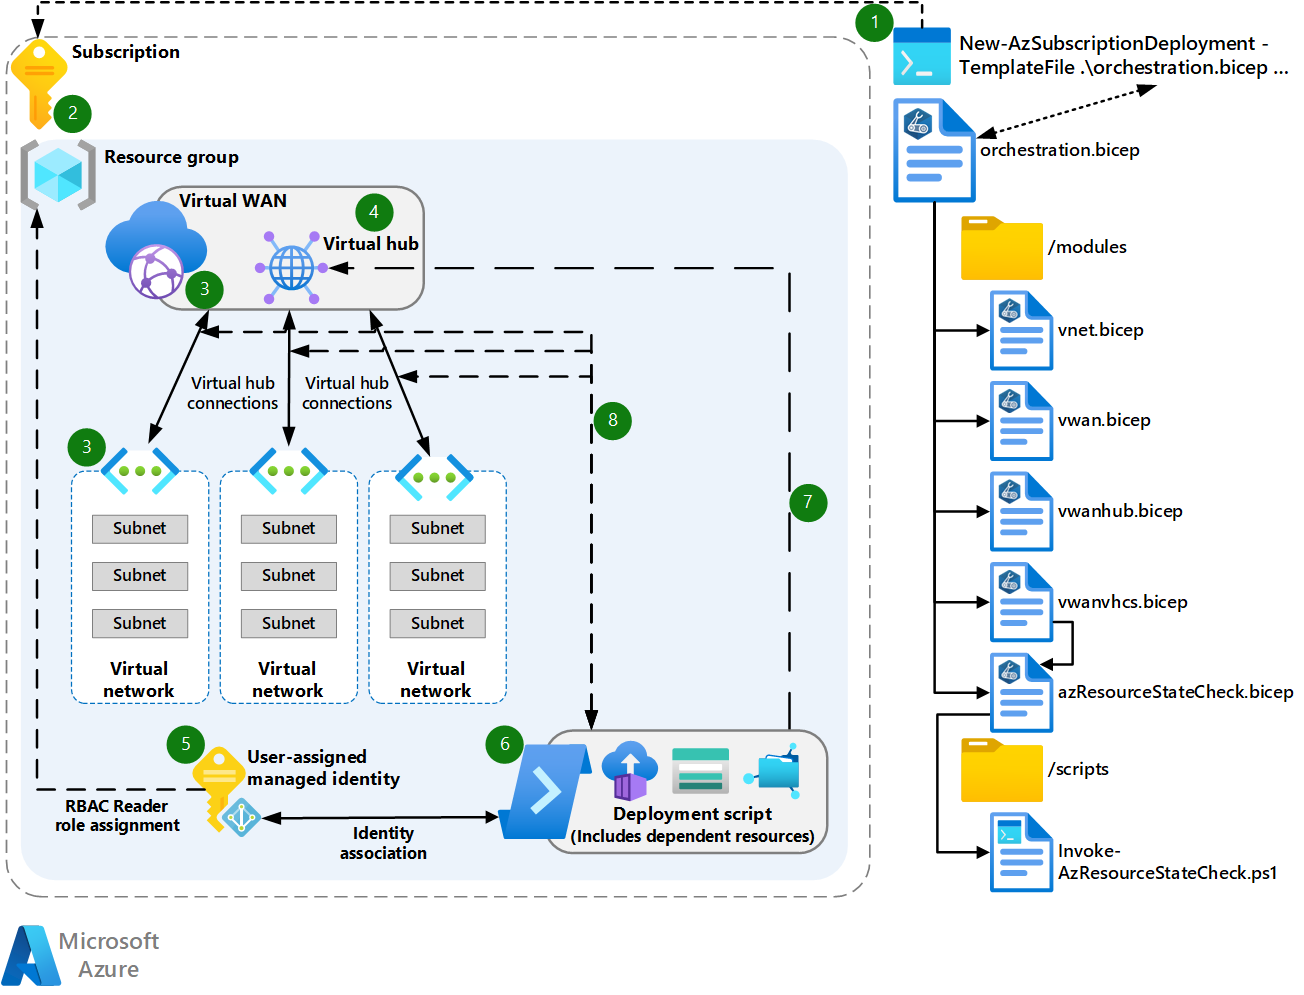 1
New-AzSubscriptionDeployment -
TemplateFile .\orchestration.bicep ...
Subscription
2
orchestration.bicep
Resource group
Virtual WAN
4
Virtual hub
3
/modules
vnet.bicep
Virtual hub
connections
Virtual hub
connections
8
vwan.bicep
3
7
vwanhub.bicep
Subnet
Subnet
Subnet
Subnet
Subnet
Subnet
Subnet
Subnet
Subnet
vwanvhcs.bicep
Virtual
network
Virtual
network
Virtual
network
azResourceStateCheck.bicep
5
User-assigned
managed identity
6
/scripts
RBAC Reader
role assignment
Identity
association
Deployment script
(Includes dependent resources)
Invoke-
AzResourceStateCheck.ps1
Microsoft
Azure